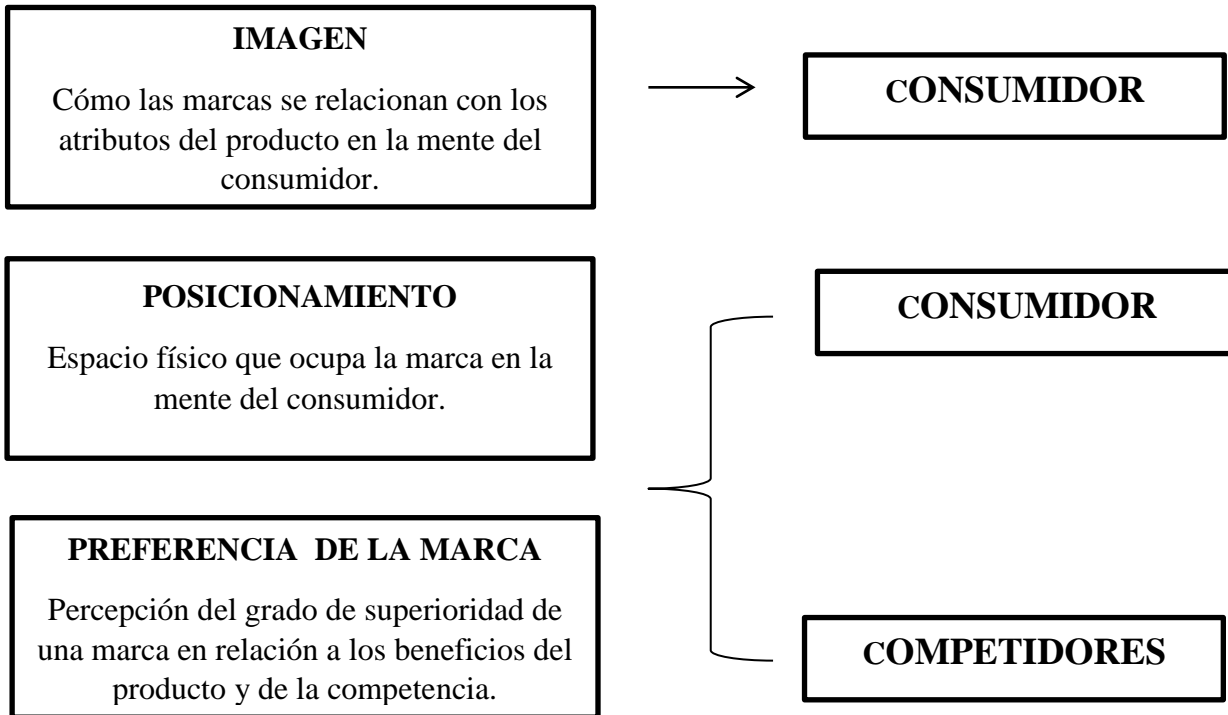 IMAGEN
Cómo las marcas se relacionan con los
atributos del producto en la mente del
consumidor.
CONSUMIDOR
POSICIONAMIENTO
Espacio físico que ocupa la marca en la
mente del consumidor.
CONSUMIDOR
PREFERENCIA DE LA MARCA
Percepción del grado de superioridad de
una marca en relación a los beneficios del
producto y de la competencia.
COMPETIDORES